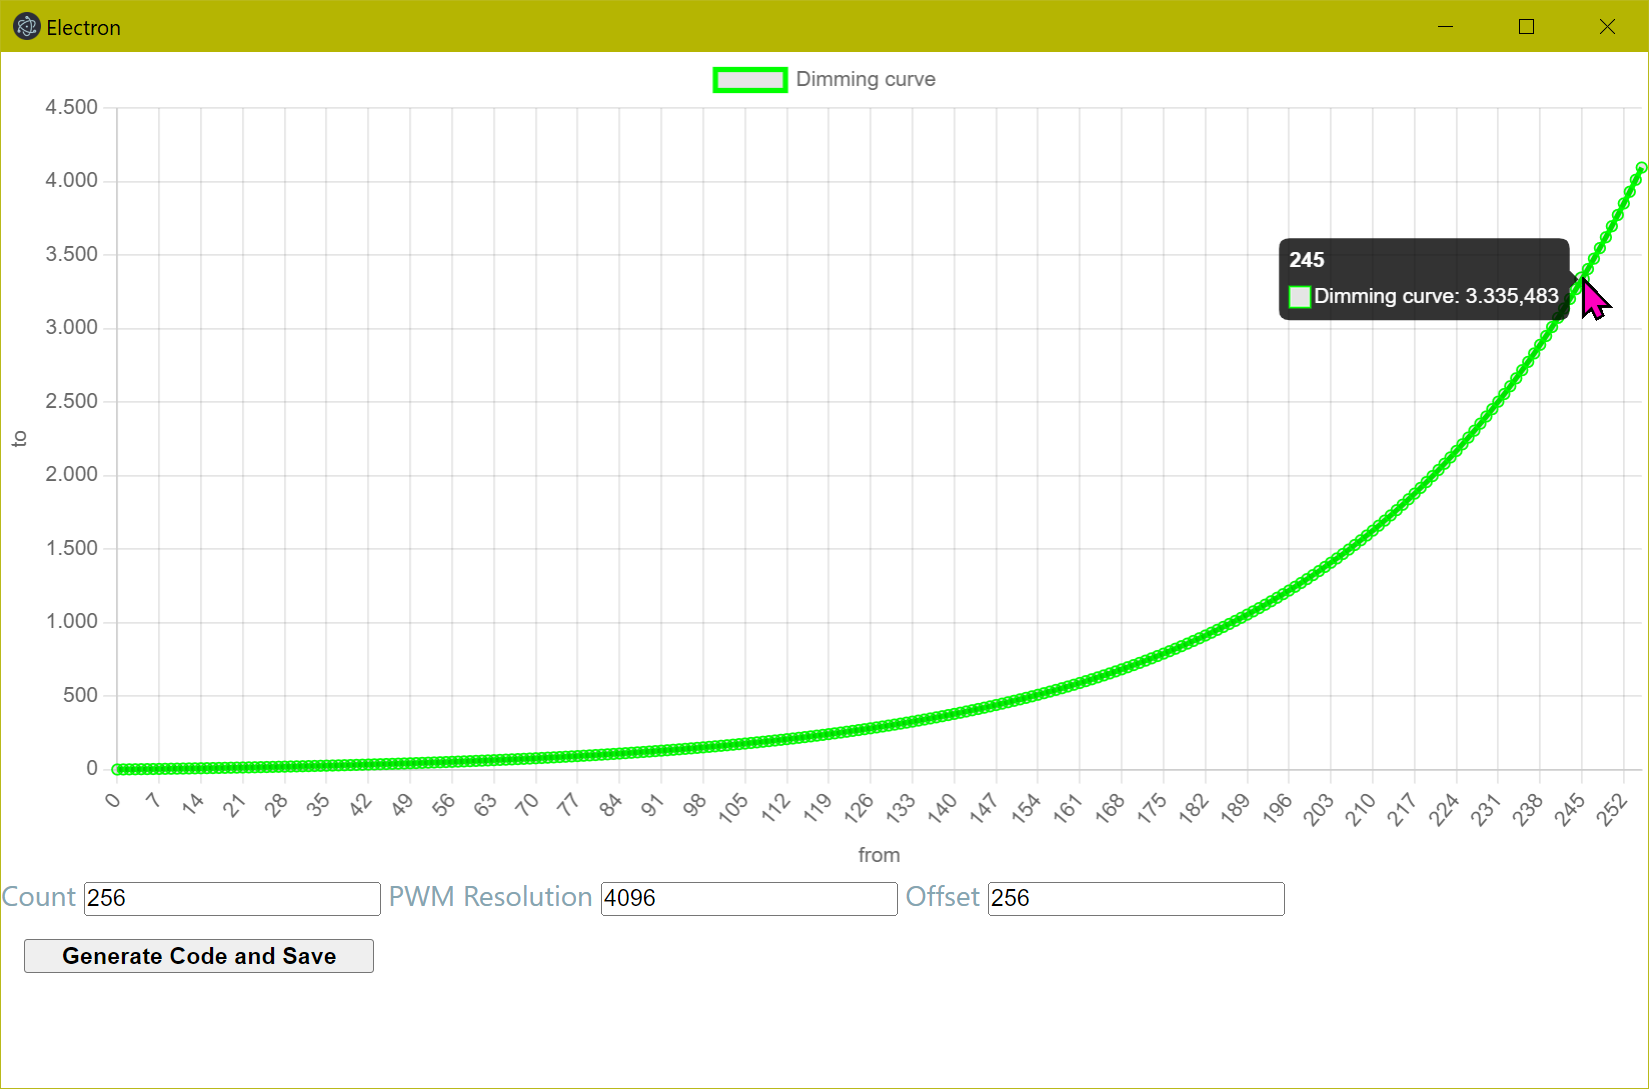 Electron
Dimming curve
4.500
4.000
3.500
3.000
2.500
2.000
1.500
1.000
500
0
to
245
Dimming curve: 3.335,483
0 7 14 21 28 35 42 49 56 63 70 77 84 91 98 105 112 119 126 133 140 147 154 161 168 175 182 189 196 203 210 217 224 231 238 245 252
from
Count 256 PWM Resolution 4096 Offset 256
Generate Code and Save